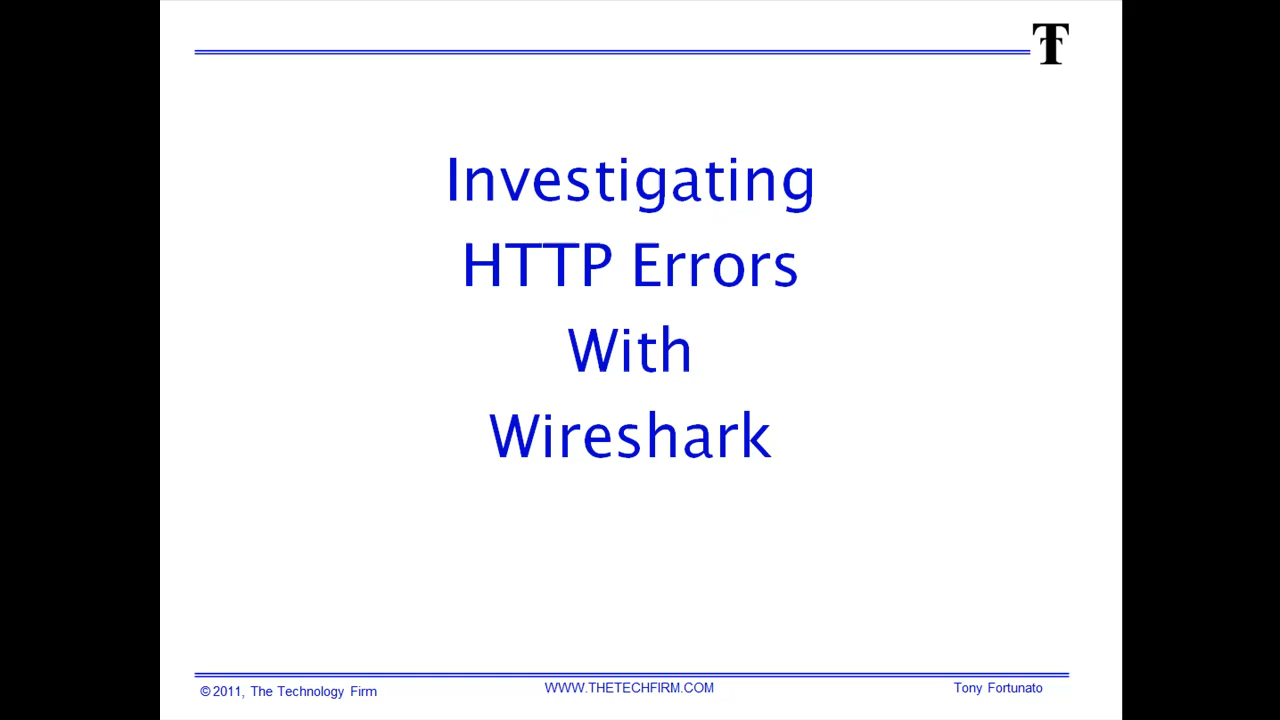 Investigating
HTTP Errors
With
Wireshark
©2011, The Technology Firm
WWW.THETECHFIRM.COM
Tony Fortunato